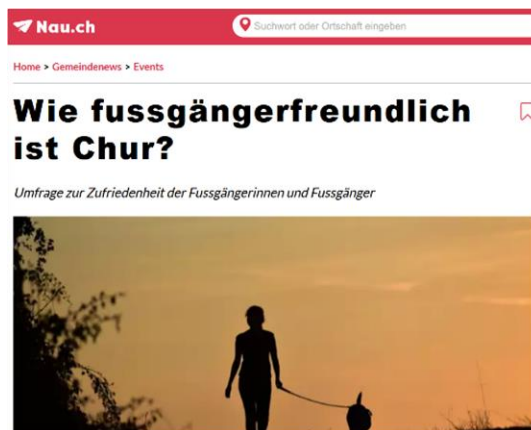 Nau.ch
Suchwort oder Ortschaft eingeben
Home > Gemeindenews > Events
Wie fussgängerfreundlich
ist Chur?
Umfrage zur Zufriedenheit der Fussgängerinnen und Fussgänger